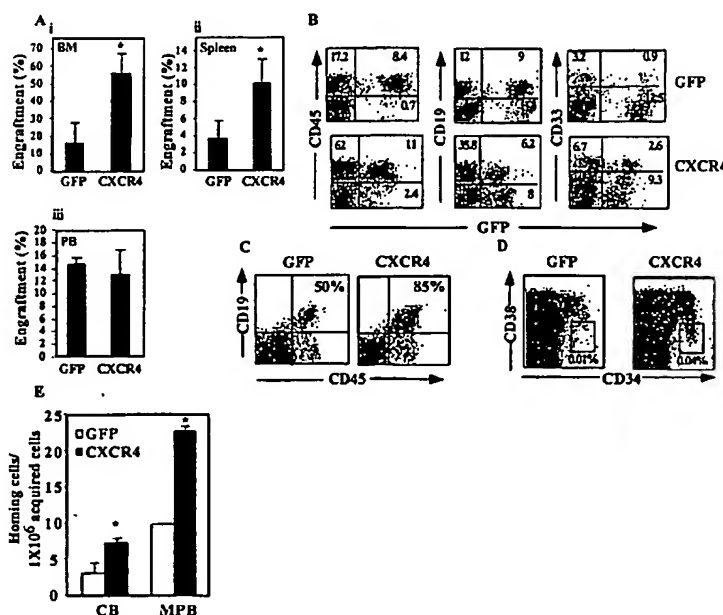 A i
BM *
Engraftment (%)
70
60
50
40
30
20
10
0
GFP CXCR4
ii
Spleen *
Engraftment (%)
14
12
10
8
6
4
2
0
GFP CXCR4
iii
PB
Engraftment (%)
20
18
16
14
12
10
8
6
4
2
0
GFP CXCR4
B
17.2 8.4
0.7
12 9
3.2 0.9
GFP
CD45 CD19 CD33
62 11
2.4
35.8 6.2
8
6.7 2.6
9.3
CXCR4
GFP
C
GFP CXCR4
50% 85%
CD19
CD45
D
GFP CXCR4
CD38
0.01% 0.04%
CD34
E
Homing cells/
1X10⁶ acquired cells
25
20
15
10
5
0
GFP
CXCR4
* *
CB MPB